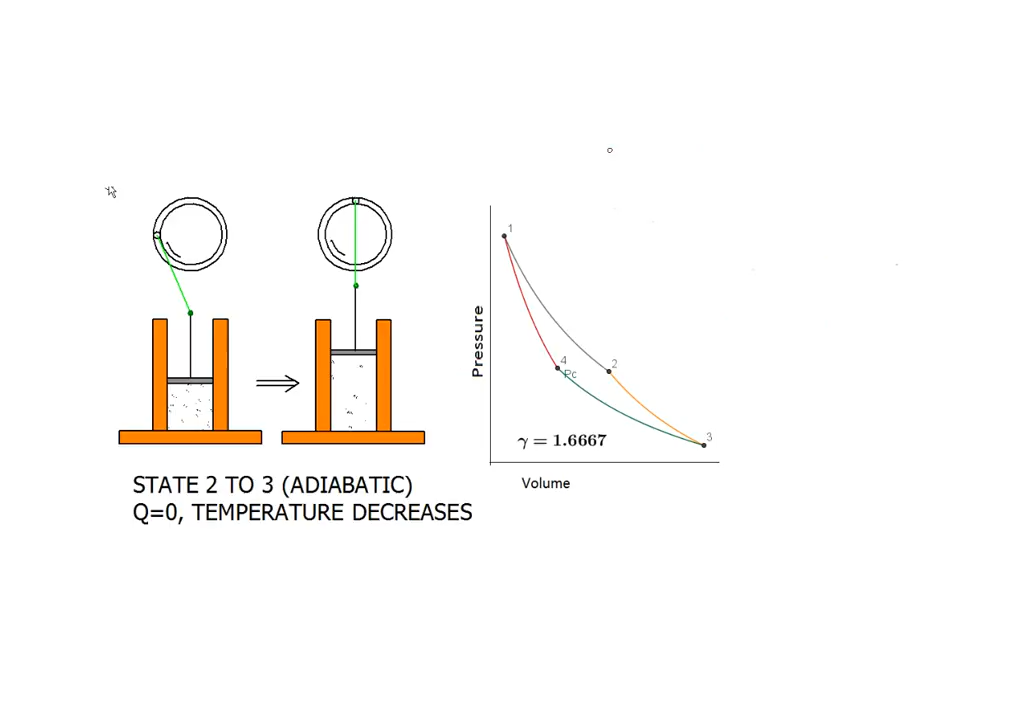 1
Pressure
4
Pc
2
3
γ = 1.6667
Volume
STATE 2 TO 3 (ADIABATIC)
Q=0, TEMPERATURE DECREASES